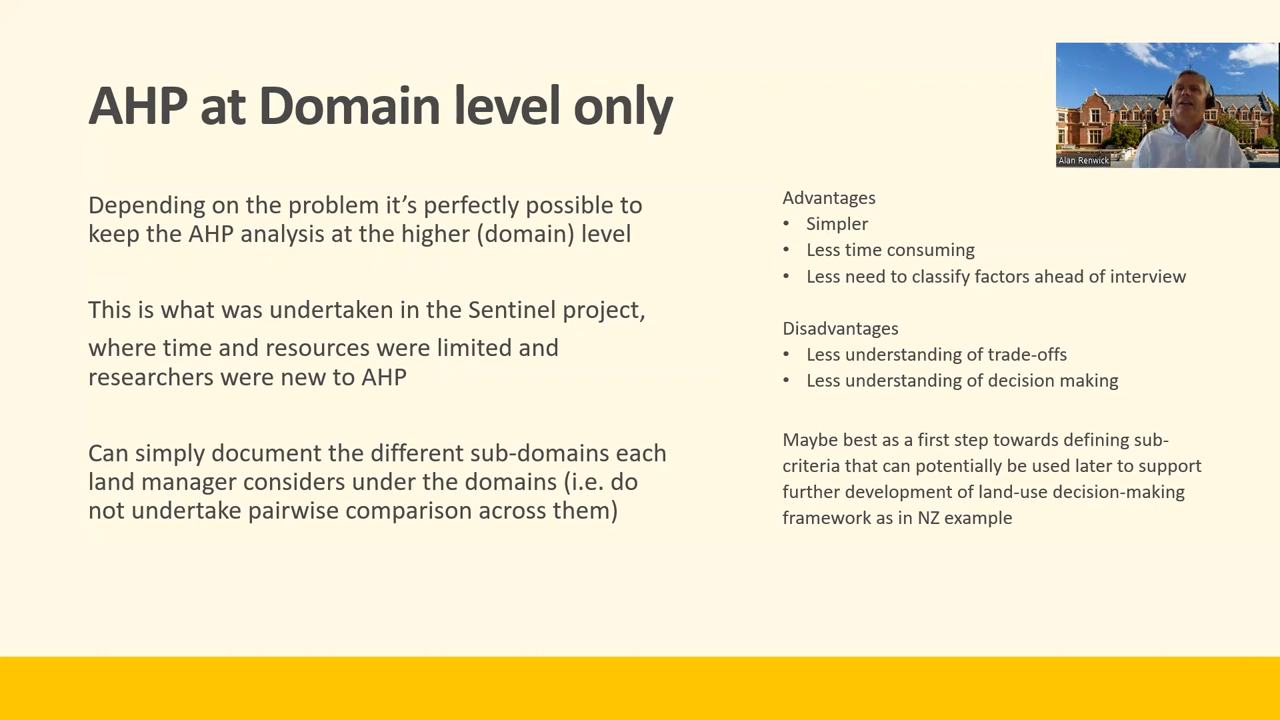 AHP at Domain level only
Alan Renwick
Depending on the problem it’s perfectly possible to
keep the AHP analysis at the higher (domain) level
This is what was undertaken in the Sentinel project,
where time and resources were limited and
researchers were new to AHP
Can simply document the different sub-domains each
land manager considers under the domains (i.e. do
not undertake pairwise comparison across them)
Advantages
• Simpler
• Less time consuming
• Less need to classify factors ahead of interview
Disadvantages
• Less understanding of trade-offs
• Less understanding of decision making
Maybe best as a first step towards defining sub-
criteria that can potentially be used later to support
further development of land-use decision-making
framework as in NZ example